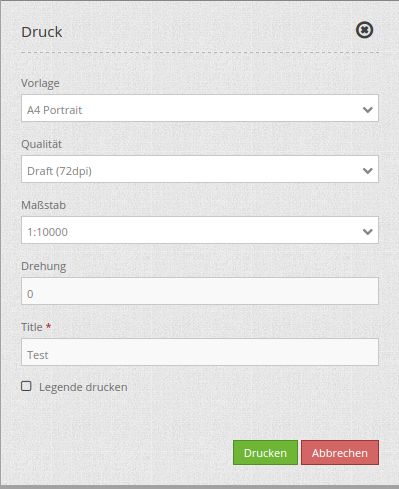 Druck
Vorlage
A4 Portrait
Qualität
Draft (72dpi)
Maßstab
1:10000
Drehung
0
Title *
Test
Legende drucken
Drucken Abbrechen